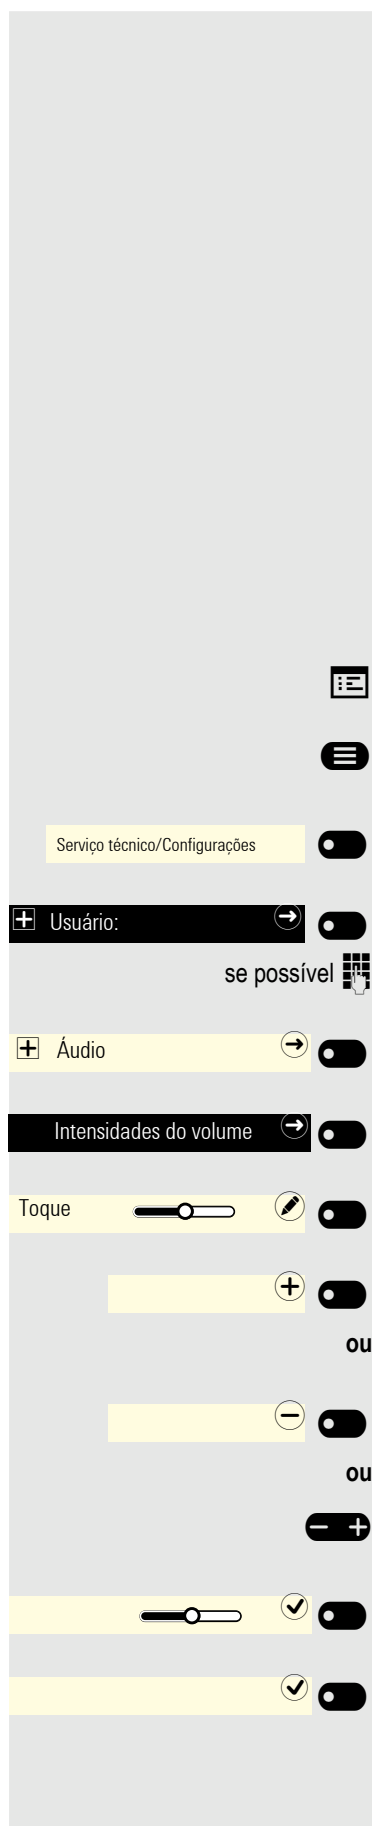 Serviço técnico/Configurações
Usuário:
se possível
Áudio
Intensidades do volume
Toque
ou
ou